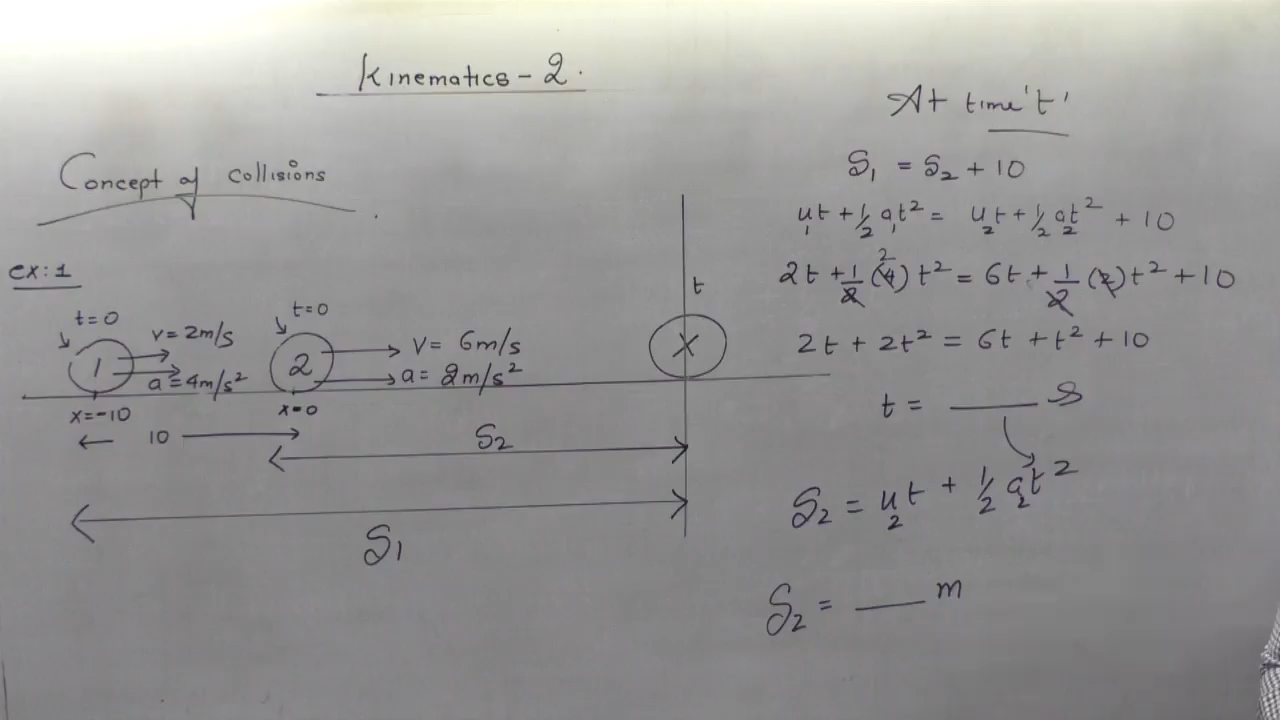 Kinematics - 2.
Concept of collisions
ex: 1
t=0
v= 2m/s
a= 4m/s²
1
x=-10
t=0
2
v= 6m/s
a= 2m/s²
x=0
t
X
10
S₂
S₁
At time 't'
S₁ = S₂ + 10
u₁t + 1/2 a₁t² = u₂t + 1/2 a₂t² + 10
2t + 1/2 (4) 2 t² = 6t + 1/2 (2) t² + 10
2t + 2t² = 6t + t² + 10
t = ___ s
S₂ = u₂t + 1/2 a₂t²
S₂ = ___ m